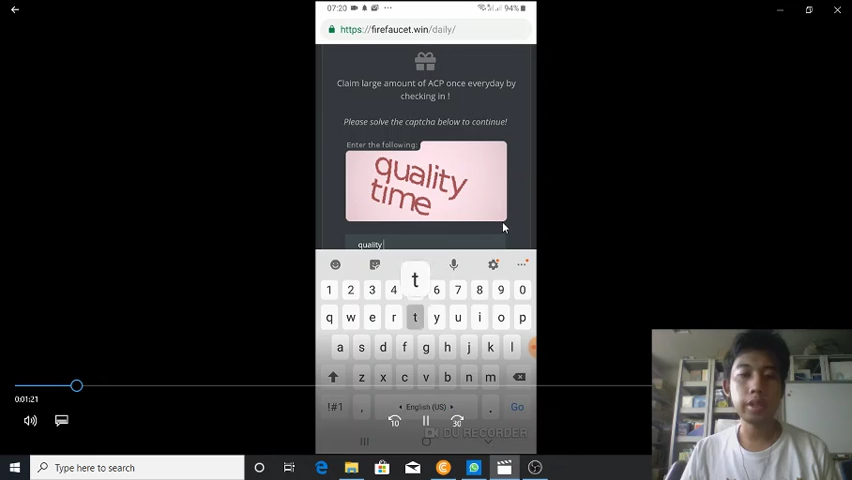 07:20
94%
https://firefaucet.win/daily/
Claim large amount of ACP once everyday by
checking in !
Please solve the captcha below to continue!
Enter the following:
quality
time
quality
t
1 2 3 4 6 7 8 9 0
q w e r t y u i o p
a s d f g h j k l
z x c v b n m
!#1 , English (US) . Go
DU RECORDER
0:01:21
10 30
Type here to search